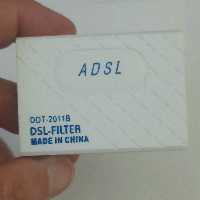 ADSL
DDT-2011B
DSL-FILTER
MADE IN CHINA